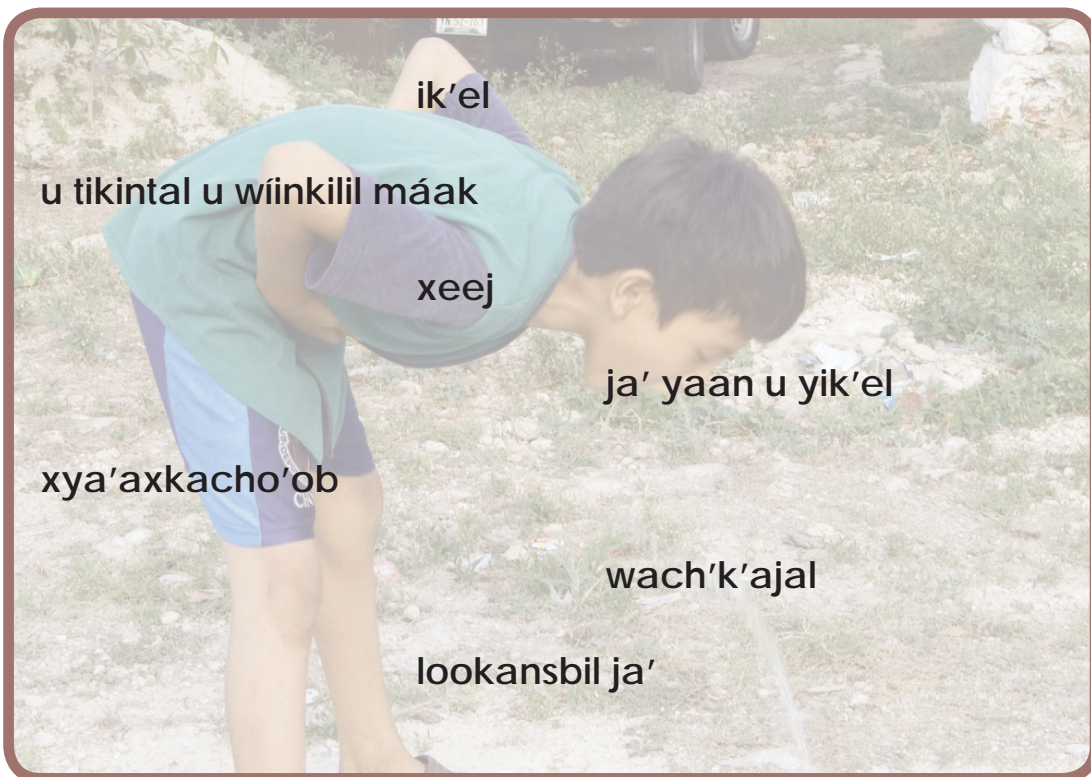 ik’el
u tikintal u wíinkilil máak
xeej
ja’ yaan u yik’el
xya’axkacho’ob
wach’k’ajal
lookansbil ja’